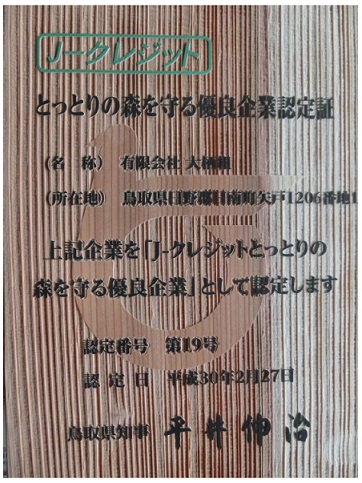 J-クレジット
とっとりの森を守る優良企業認定証
(名 称) 有限会社 大柄組
(所在地) 鳥取県日野郡日南町矢戸1206番地1
上記企業を「J-クレジットとっとりの
森を守る優良企業」として認定します
認定番号 第19号
認 定 日 平成30年2月27日
鳥取県知事 平井伸治